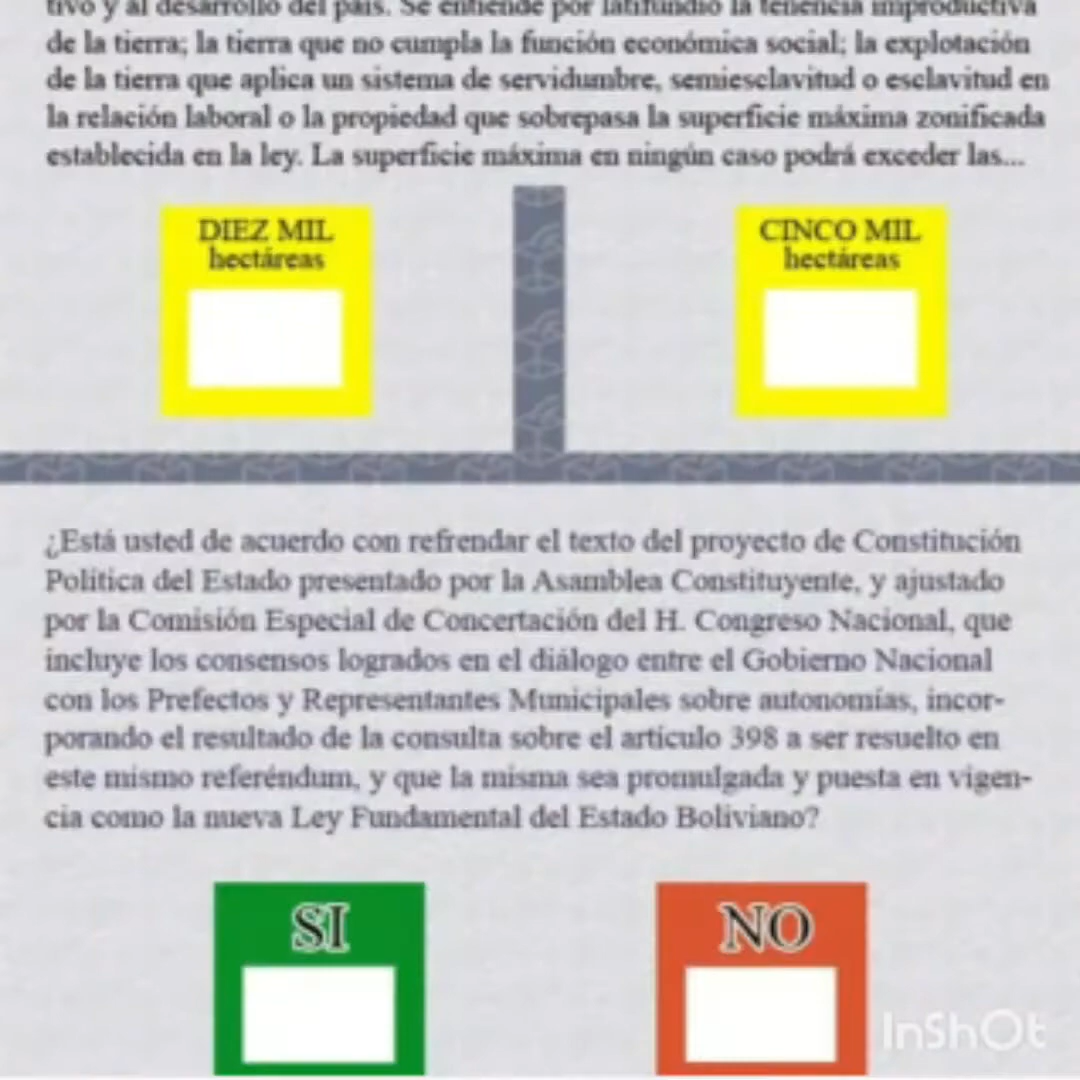 tivo y al desarrollo del país. Se entiende por latifundio la tenencia improductiva
de la tierra; la tierra que no cumpla la función económica social; la explotación
de la tierra que aplica un sistema de servidumbre, semiesclavitud o esclavitud en
la relación laboral o la propiedad que sobrepasa la superficie máxima zonificada
establecida en la ley. La superficie máxima en ningún caso podrá exceder las...
DIEZ MIL
hectáreas
CINCO MIL
hectáreas
¿Está usted de acuerdo con refrendar el texto del proyecto de Constitución
Política del Estado presentado por la Asamblea Constituyente, y ajustado
por la Comisión Especial de Concertación del H. Congreso Nacional, que
incluye los consensos logrados en el diálogo entre el Gobierno Nacional
con los Prefectos y Representantes Municipales sobre autonomías, incor-
porando el resultado de la consulta sobre el artículo 398 a ser resuelto en
este mismo referéndum, y que la misma sea promulgada y puesta en vigen-
cia como la nueva Ley Fundamental del Estado Boliviano?
SI
NO
InShOt